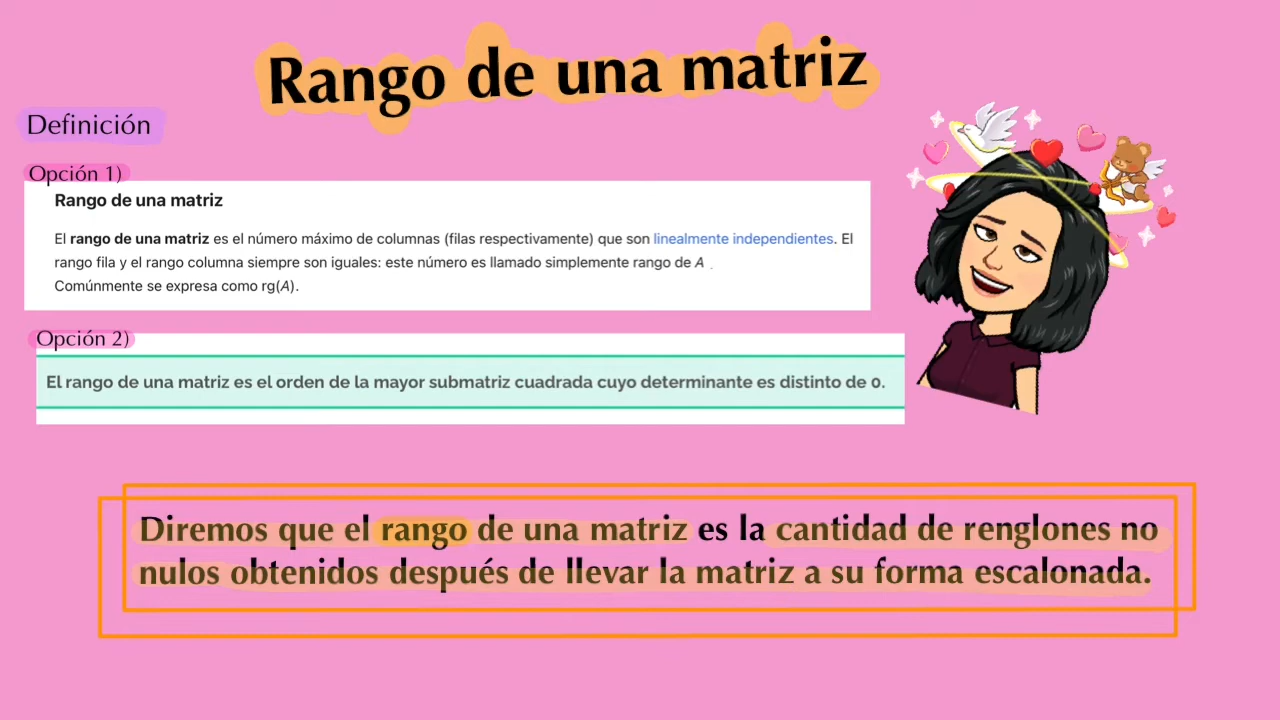 Rango de una matriz
Definición
Opción 1)
Rango de una matriz
El rango de una matriz es el número máximo de columnas (filas respectivamente) que son linealmente independientes. El
rango fila y el rango columna siempre son iguales: este número es llamado simplemente rango de A .
Comúnmente se expresa como rg(A).
Opción 2)
El rango de una matriz es el orden de la mayor submatriz cuadrada cuyo determinante es distinto de 0.
Diremos que el rango de una matriz es la cantidad de renglones no
nulos obtenidos después de llevar la matriz a su forma escalonada.